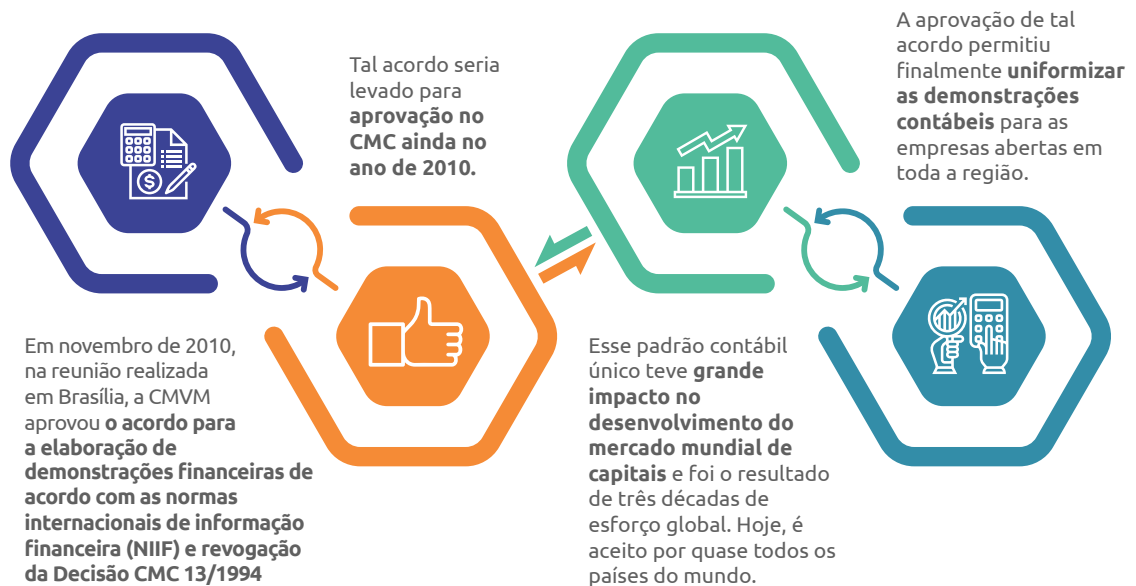 Em novembro de 2010,
na reunião realizada
em Brasília, a CMVM
aprovou o acordo para
a elaboração de
demonstrações financeiras de
acordo com as normas
internacionais de informação
financeira (NIIF) e revogação
da Decisão CMC 13/1994
Tal acordo seria
levado para
aprovação no
CMC ainda no
ano de 2010.
Esse padrão contábil
único teve grande
impacto no
desenvolvimento do
mercado mundial de
capitais e foi o resultado
de três décadas de
esforço global. Hoje, é
aceito por quase todos os
países do mundo.
A aprovação de tal
acordo permitiu
finalmente uniformizar
as demonstrações
contábeis para as
empresas abertas em
toda a região.